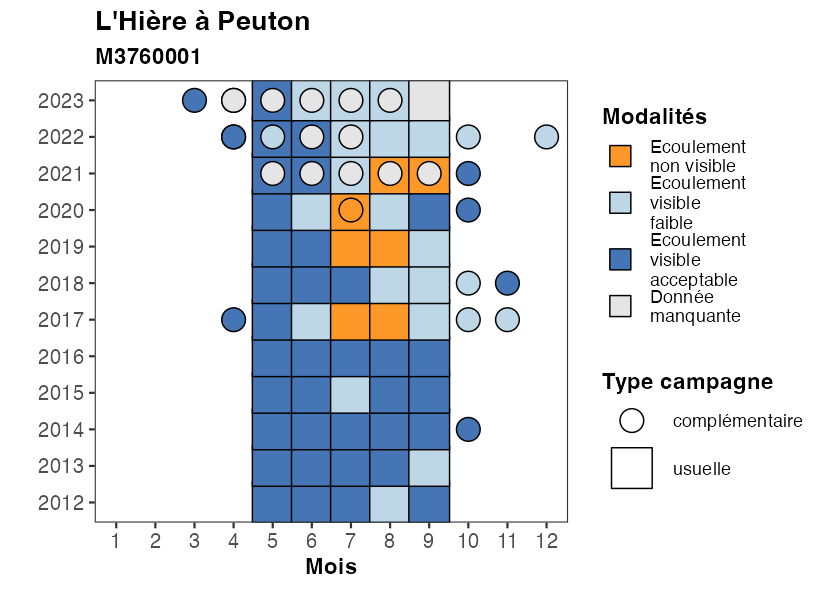 L'Hière à Peuton
M3760001
2023
2022
2021
2020
2019
2018
2017
2016
2015
2014
2013
2012
1 2 3 4 5 6 7 8 9 10 11 12
Mois
Modalités
Ecoulement
non visible
Ecoulement
visible
faible
Ecoulement
visible
acceptable
Donnée
manquante
Type campagne
complémentaire
usuelle